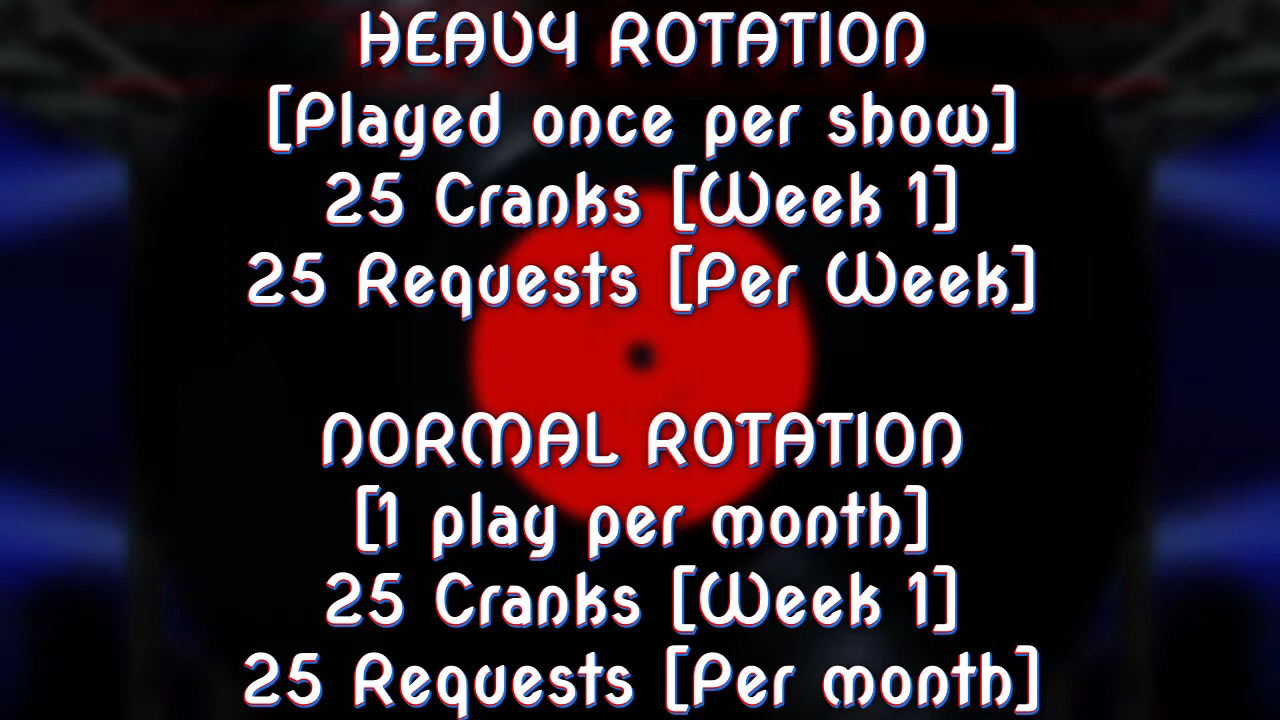 HEAVY ROTATION
[Played once per show]
25 Cranks [Week 1]
25 Requests [Per Week]
NORMAL ROTATION
[1 play per month]
25 Cranks [Week 1]
25 Requests [Per month]